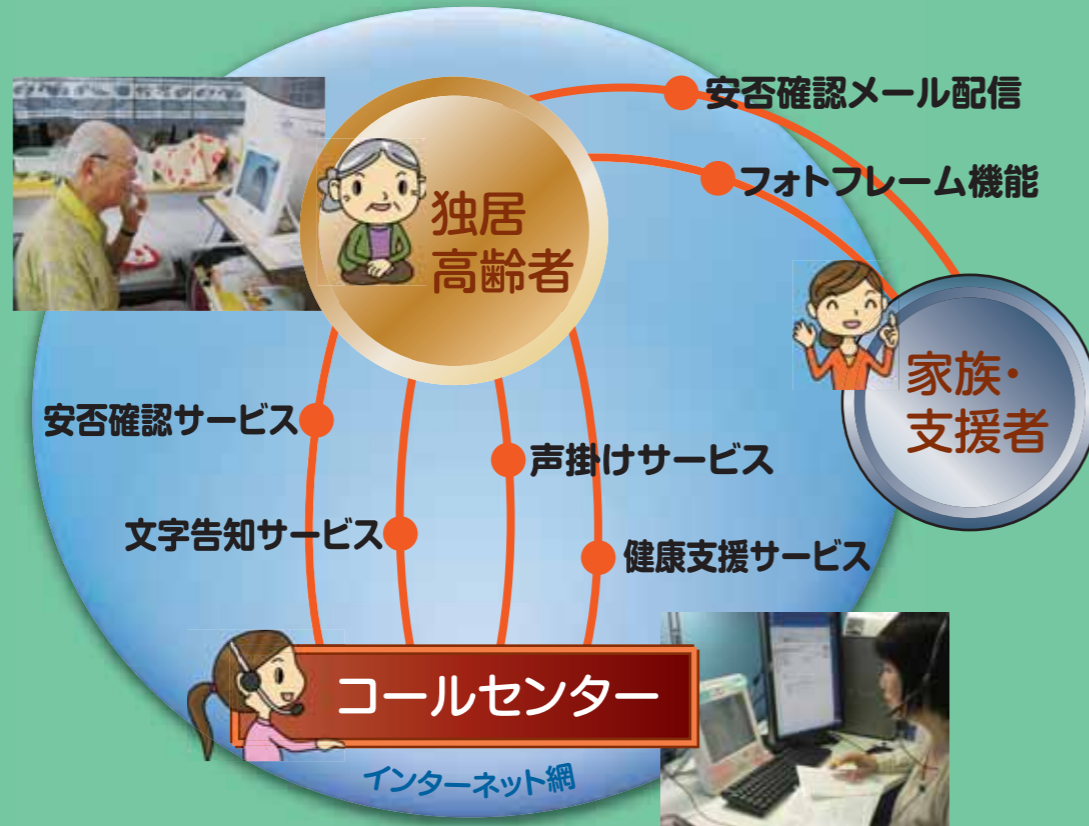 安否確認メール配信
フォトフレーム機能
独居
高齢者
家族・
支援者
安否確認サービス
声掛けサービス
文字告知サービス
健康支援サービス
コールセンター
インターネット網